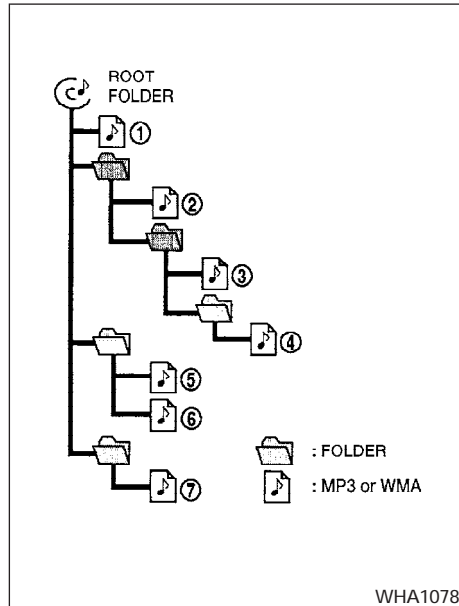 ROOT
FOLDER
①
②
③
④
⑤
⑥
⑦
: FOLDER
: MP3 or WMA
WHA1078